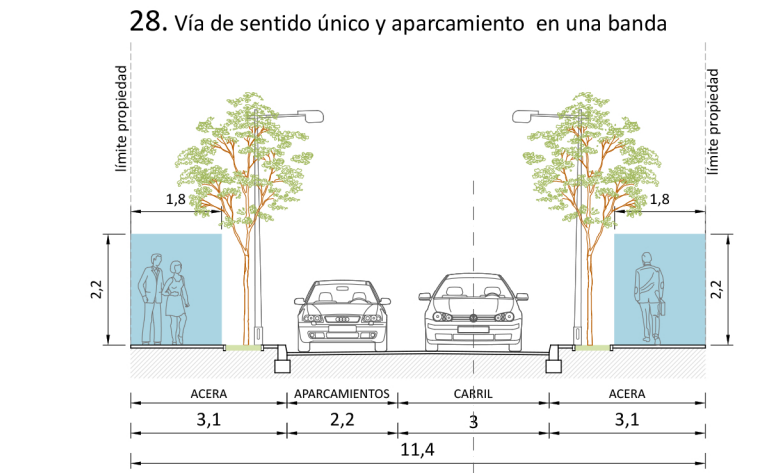 28. Vía de sentido único y aparcamiento en una banda
límite propiedad
límite propiedad
1,8
1,8
2,2
2,2
ACERA
APARCAMIENTOS
CARRIL
ACERA
3,1
2,2
3
3,1
11,4